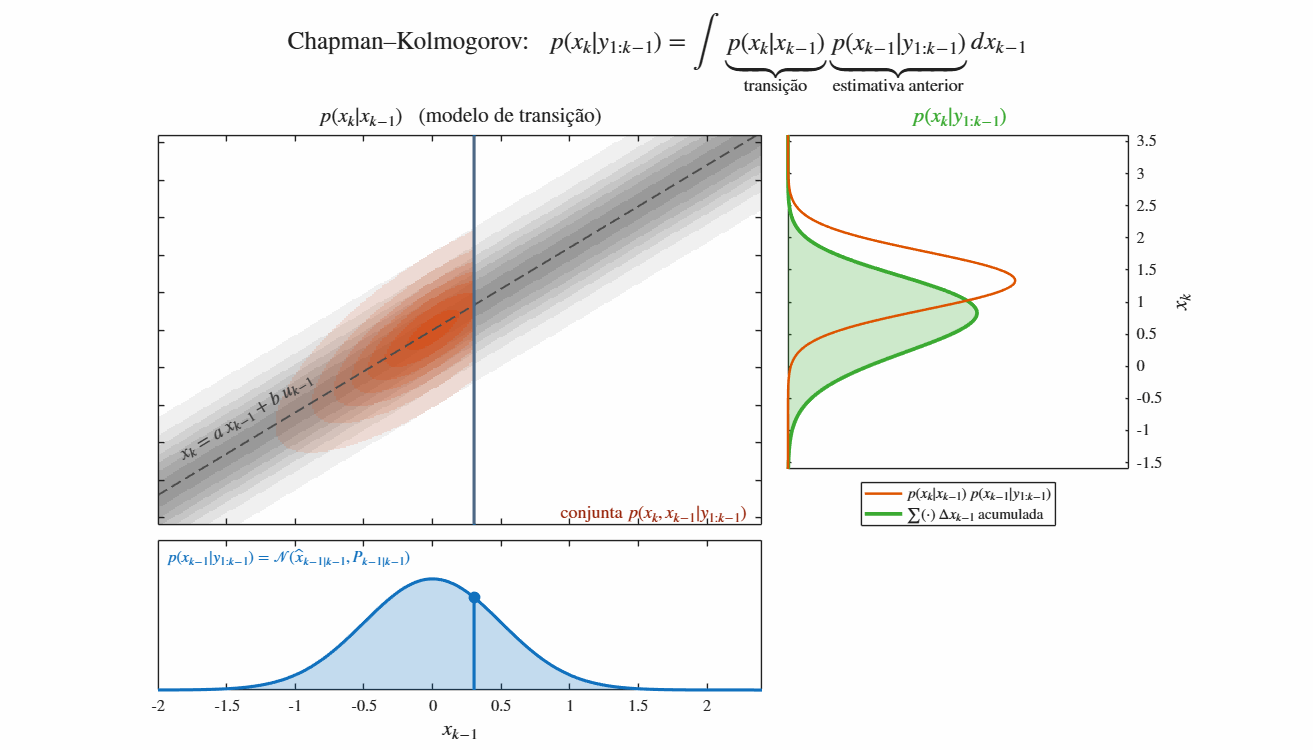 Chapman–Kolmogorov: p(x_k|y_{1:k−1}) = ∫ p(x_k|x_{k−1}) p(x_{k−1}|y_{1:k−1}) dx_{k−1}
transição estimativa anterior
p(x_k|x_{k−1}) (modelo de transição)
p(x_k|y_{1:k−1})
x_k = a x_{k−1} + b u_{k−1}
conjunta p(x_k, x_{k−1}|y_{1:k−1})
3.5
3
2.5
2
1.5
1
0.5
0
-0.5
-1
-1.5
x_k
p(x_k|x_{k−1}) p(x_{k−1}|y_{1:k−1})
∑(·) Δx_{k−1} acumulada
p(x_{k−1}|y_{1:k−1}) = 𝒩(x̂_{k−1|k−1}, P_{k−1|k−1})
-2 -1.5 -1 -0.5 0 0.5 1 1.5 2
x_{k−1}